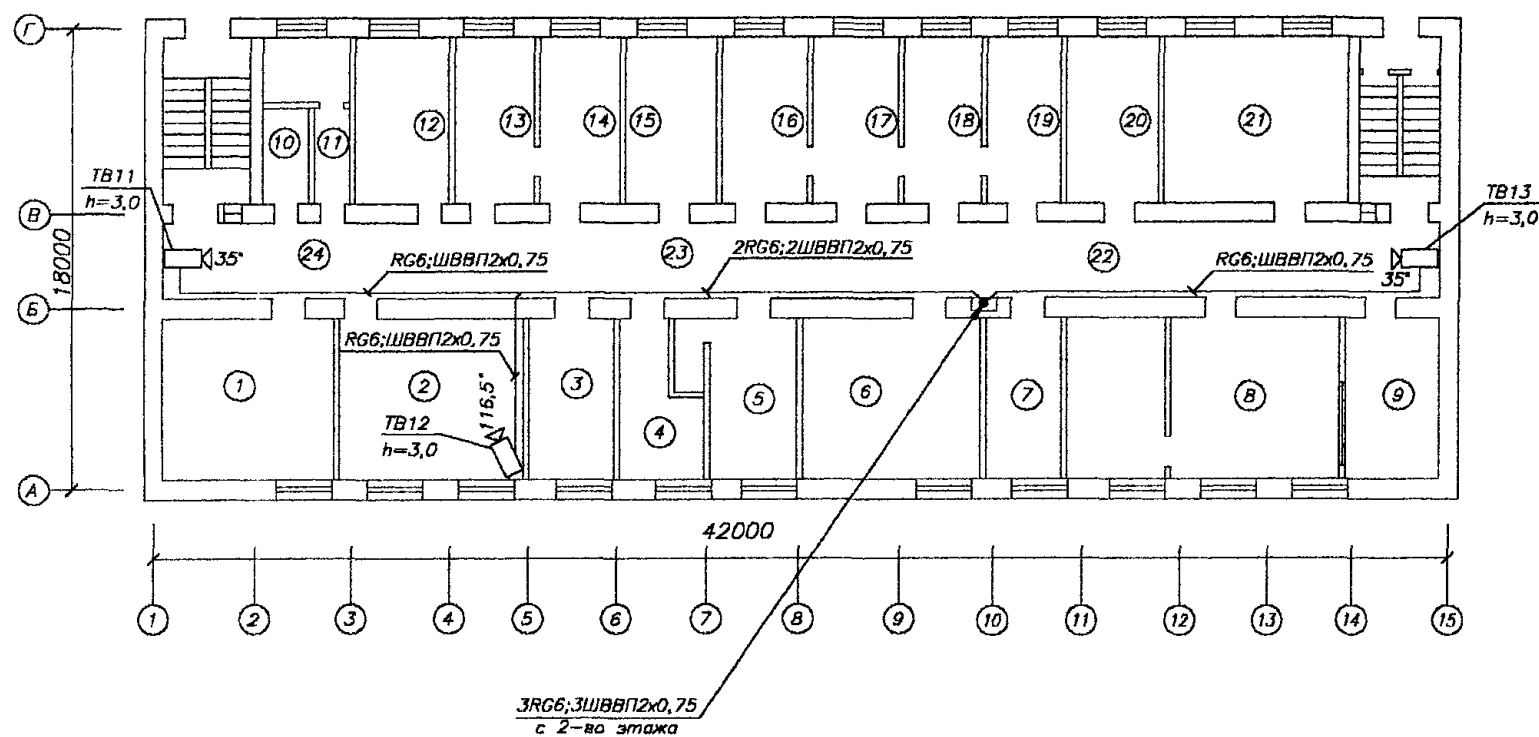 Г
10
11
12
13
14
15
16
17
18
19
20
21
ТВ11
h=3,0
В
ТВ13
h=3,0
18000
35°
24
RG6;ШВВП2х0,75
23
2RG6;2ШВВП2х0,75
22
RG6;ШВВП2х0,75
35°
Б
RG6;ШВВП2х0,75
1
2
116,5°
3
4
5
6
7
8
9
ТВ12
h=3,0
А
42000
1
2
3
4
5
6
7
8
9
10
11
12
13
14
15
3RG6;3ШВВП2х0,75
с 2-го этажа